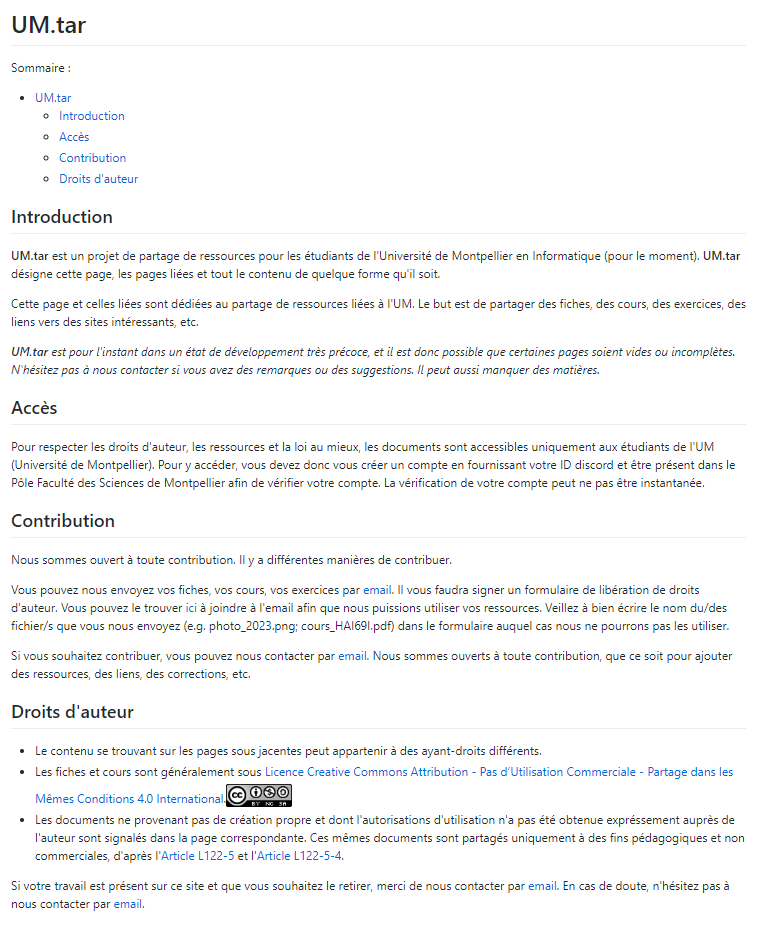 UM.tar
Sommaire :
UM.tar
Introduction
Accès
Contribution
Droits d'auteur
Introduction
UM.tar est un projet de partage de ressources pour les étudiants de l'Université de Montpellier en Informatique (pour le moment). UM.tar
désigne cette page, les pages liées et tout le contenu de quelque forme qu'il soit.
Cette page et celles liées sont dédiées au partage de ressources liées à l'UM. Le but est de partager des fiches, des cours, des exercices, des
liens vers des sites intéressants, etc.
UM.tar est pour l'instant dans un état de développement très précoce, et il est donc possible que certaines pages soient vides ou incomplètes.
N'hésitez pas à nous contacter si vous avez des remarques ou des suggestions. Il peut aussi manquer des matières.
Accès
Pour respecter les droits d'auteur, les ressources et la loi au mieux, les documents sont accessibles uniquement aux étudiants de l'UM
(Université de Montpellier). Pour y accéder, vous devez donc vous créer un compte en fournissant votre ID discord et être présent dans le
Pôle Faculté des Sciences de Montpellier afin de vérifier votre compte. La vérification de votre compte peut ne pas être instantanée.
Contribution
Nous sommes ouvert à toute contribution. Il y a différentes manières de contribuer.
Vous pouvez nous envoyez vos fiches, vos cours, vos exercices par email. Il vous faudra signer un formulaire de libération de droits
d'auteur. Vous pouvez le trouver ici à joindre à l'email afin que nous puissions utiliser vos ressources. Veillez à bien écrire le nom du/des
fichier/s que vous nous envoyez (e.g. photo_2023.png; cours_HAI69I.pdf) dans le formulaire auquel cas nous ne pourrons pas les utiliser.
Si vous souhaitez contribuer, vous pouvez nous contacter par email. Nous sommes ouverts à toute contribution, que ce soit pour ajouter
des ressources, des liens, des corrections, etc.
Droits d'auteur
Le contenu se trouvant sur les pages sous jacentes peut appartenir à des ayant-droits différents.
Les fiches et cours sont généralement sous Licence Creative Commons Attribution - Pas d'Utilisation Commerciale - Partage dans les
Mêmes Conditions 4.0 International. cc BY NC SA
Les documents ne provenant pas de création propre et dont l'autorisations d'utilisation n'a pas été obtenue expréssement auprès de
l'auteur sont signalés dans la page correspondante. Ces mêmes documents sont partagés uniquement à des fins pédagogiques et non
commerciales, d'après l'Article L122-5 et l'Article L122-5-4.
Si votre travail est présent sur ce site et que vous souhaitez le retirer, merci de nous contacter par email. En cas de doute, n'hésitez pas à
nous contacter par email.